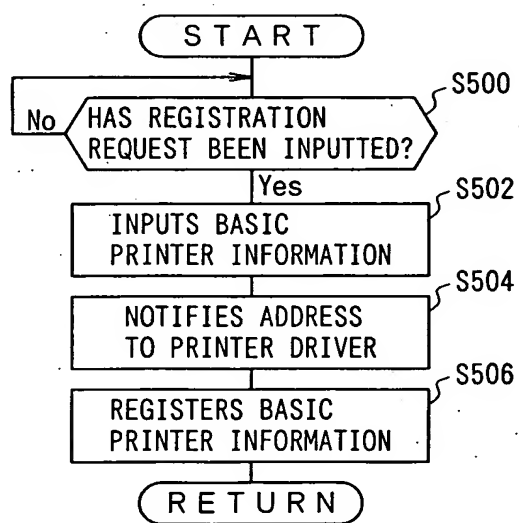 START
S500
No
HAS REGISTRATION
REQUEST BEEN INPUTTED?
Yes
S502
INPUTS BASIC
PRINTER INFORMATION
S504
NOTIFIES ADDRESS
TO PRINTER DRIVER
S506
REGISTERS BASIC
PRINTER INFORMATION
RETURN